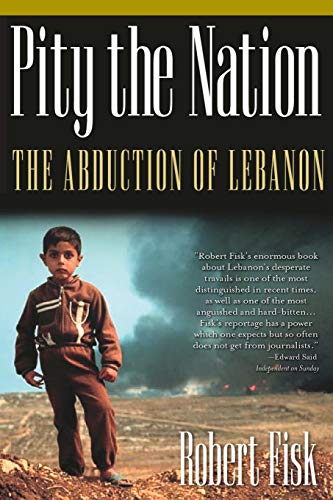 Pity the Nation
THE ABDUCTION OF LEBANON
"Robert Fisk's enormous book
about Lebanon's desperate
travails is one of the most
distinguished in recent times,
as well as one of the most
anguished and hard-bitten...
Fisk's reportage has a power
which one expects but so often
does not get from journalists."
—Edward Said
Independent on Sunday
Robert Fisk